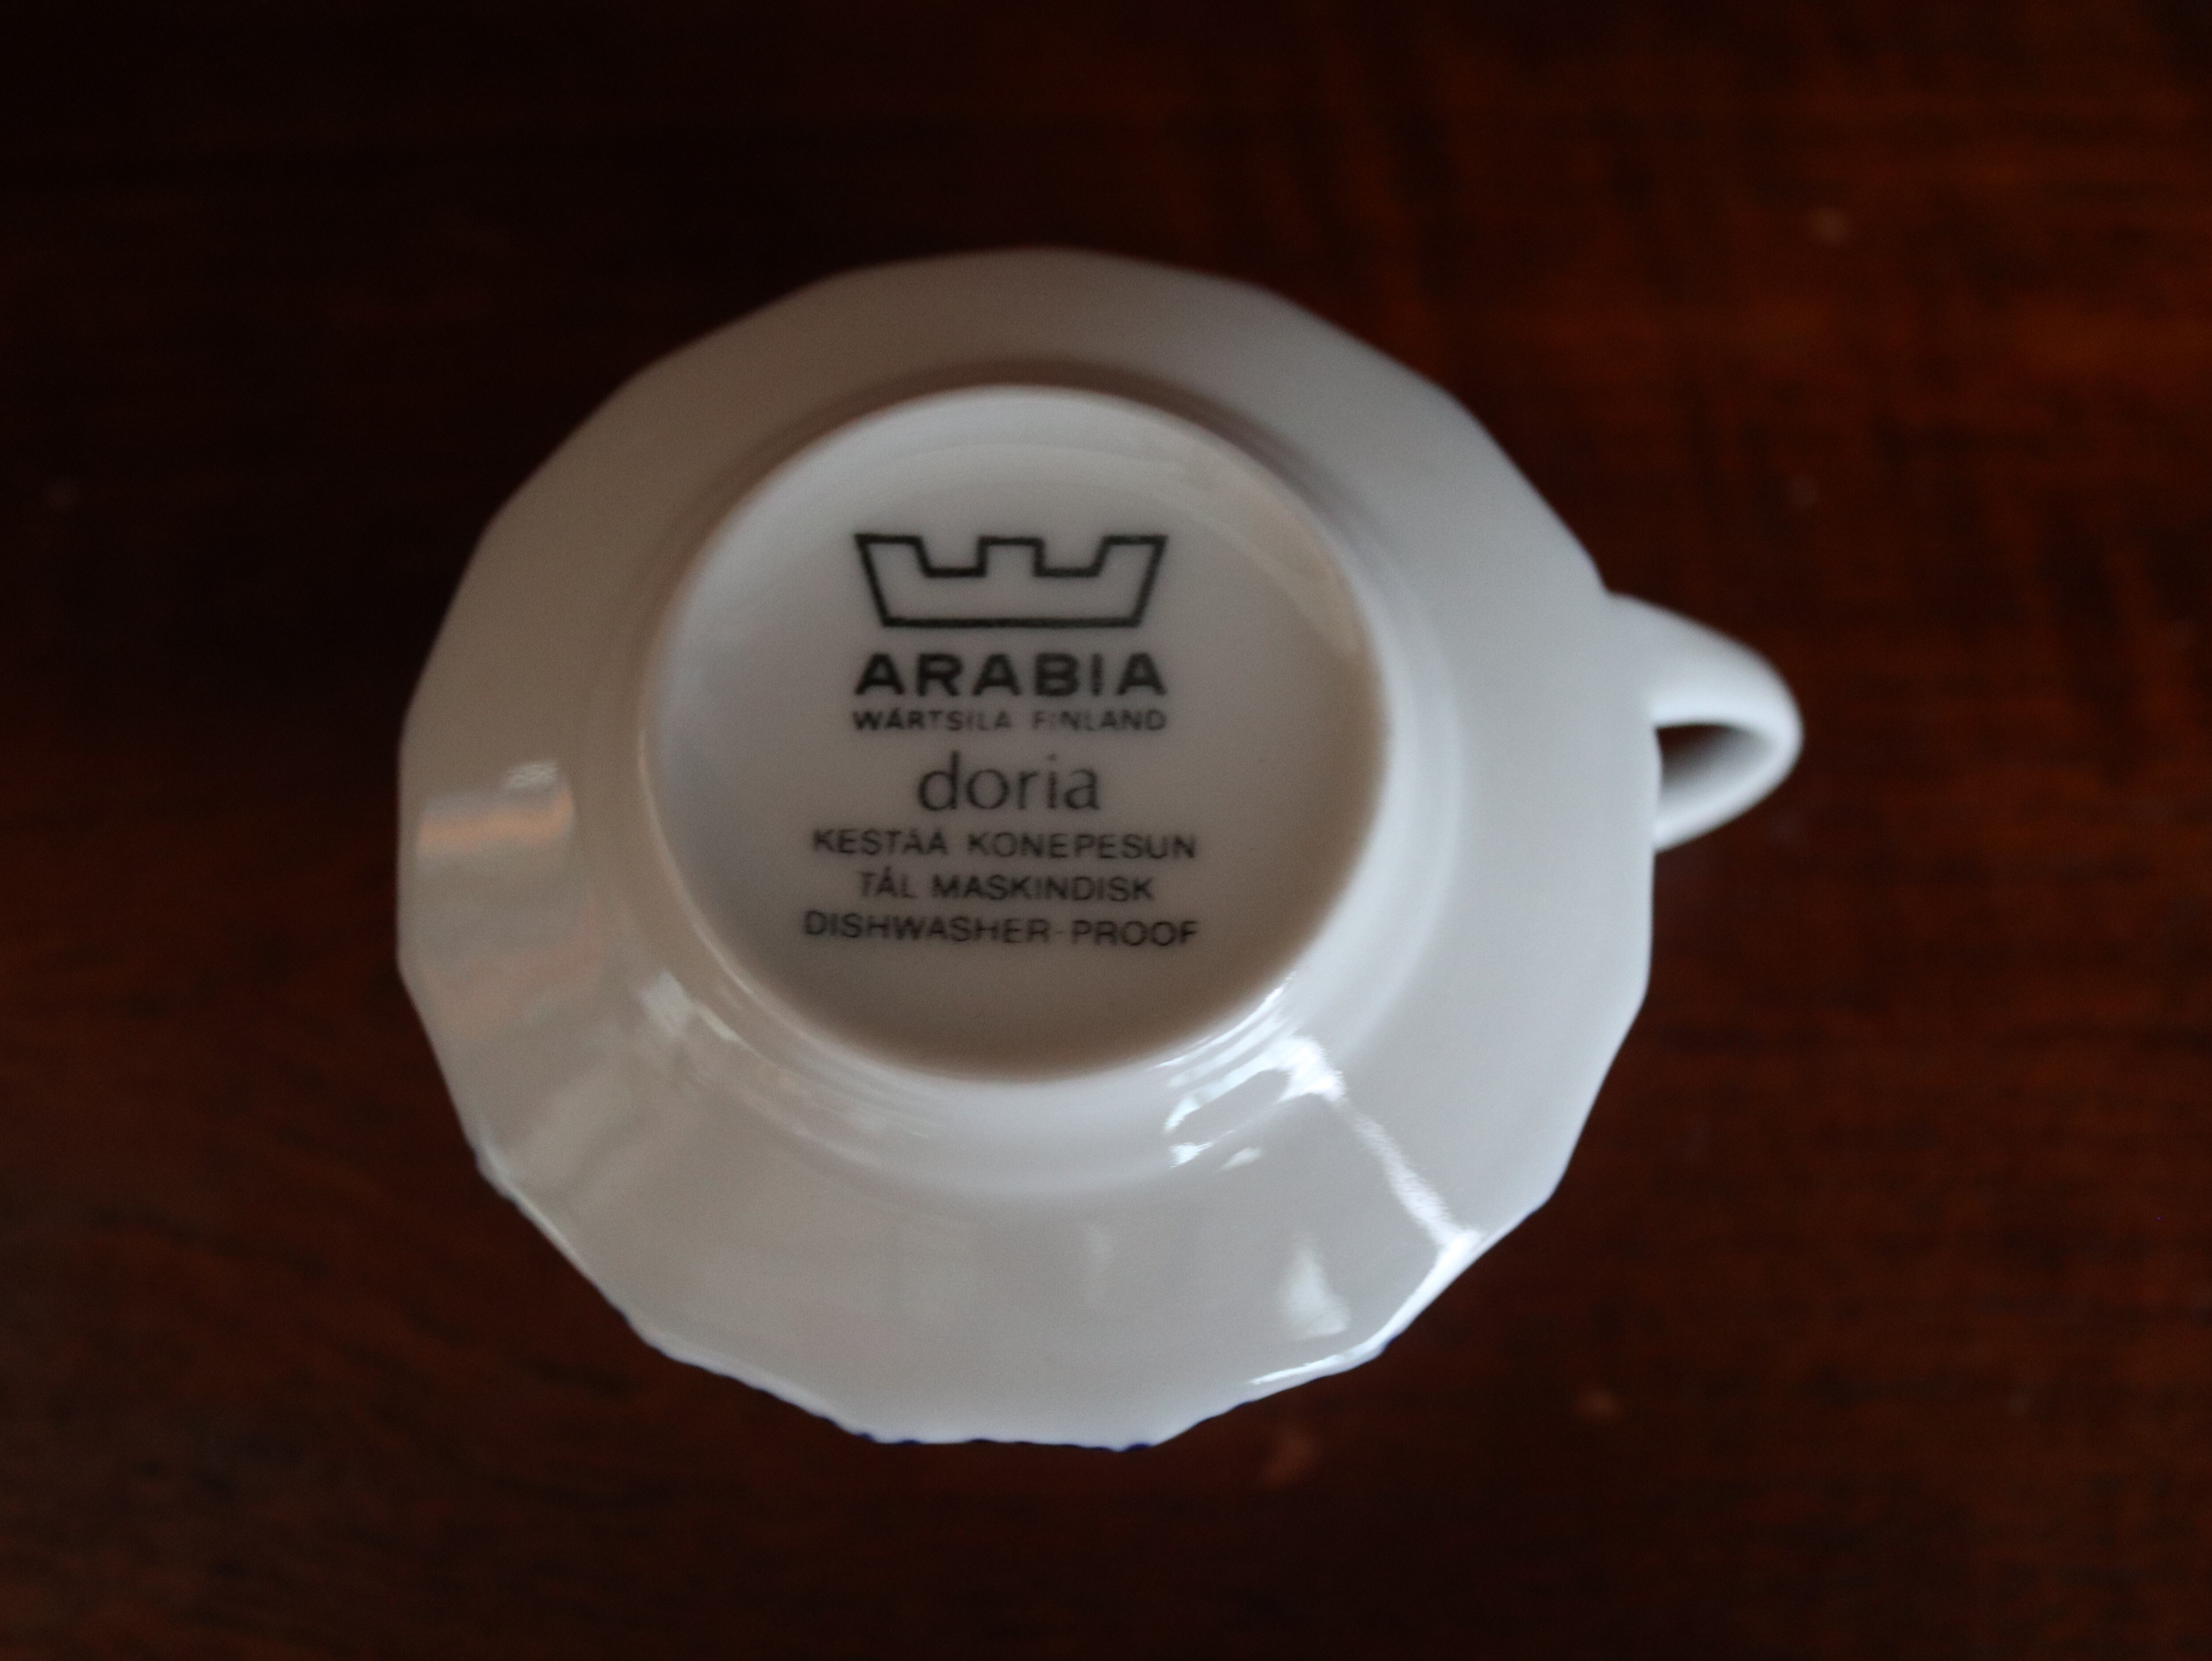 ARABIA
WÄRTSILÄ FINLAND
doria
KESTÄÄ KONEPESUN
TÅL MASKINDISK
DISHWASHER-PROOF